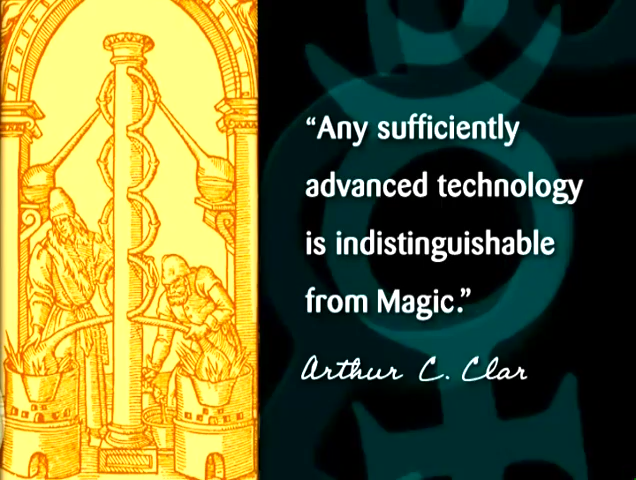 “Any sufficiently
advanced technology
is indistinguishable
from Magic.”
Arthur C. Clar